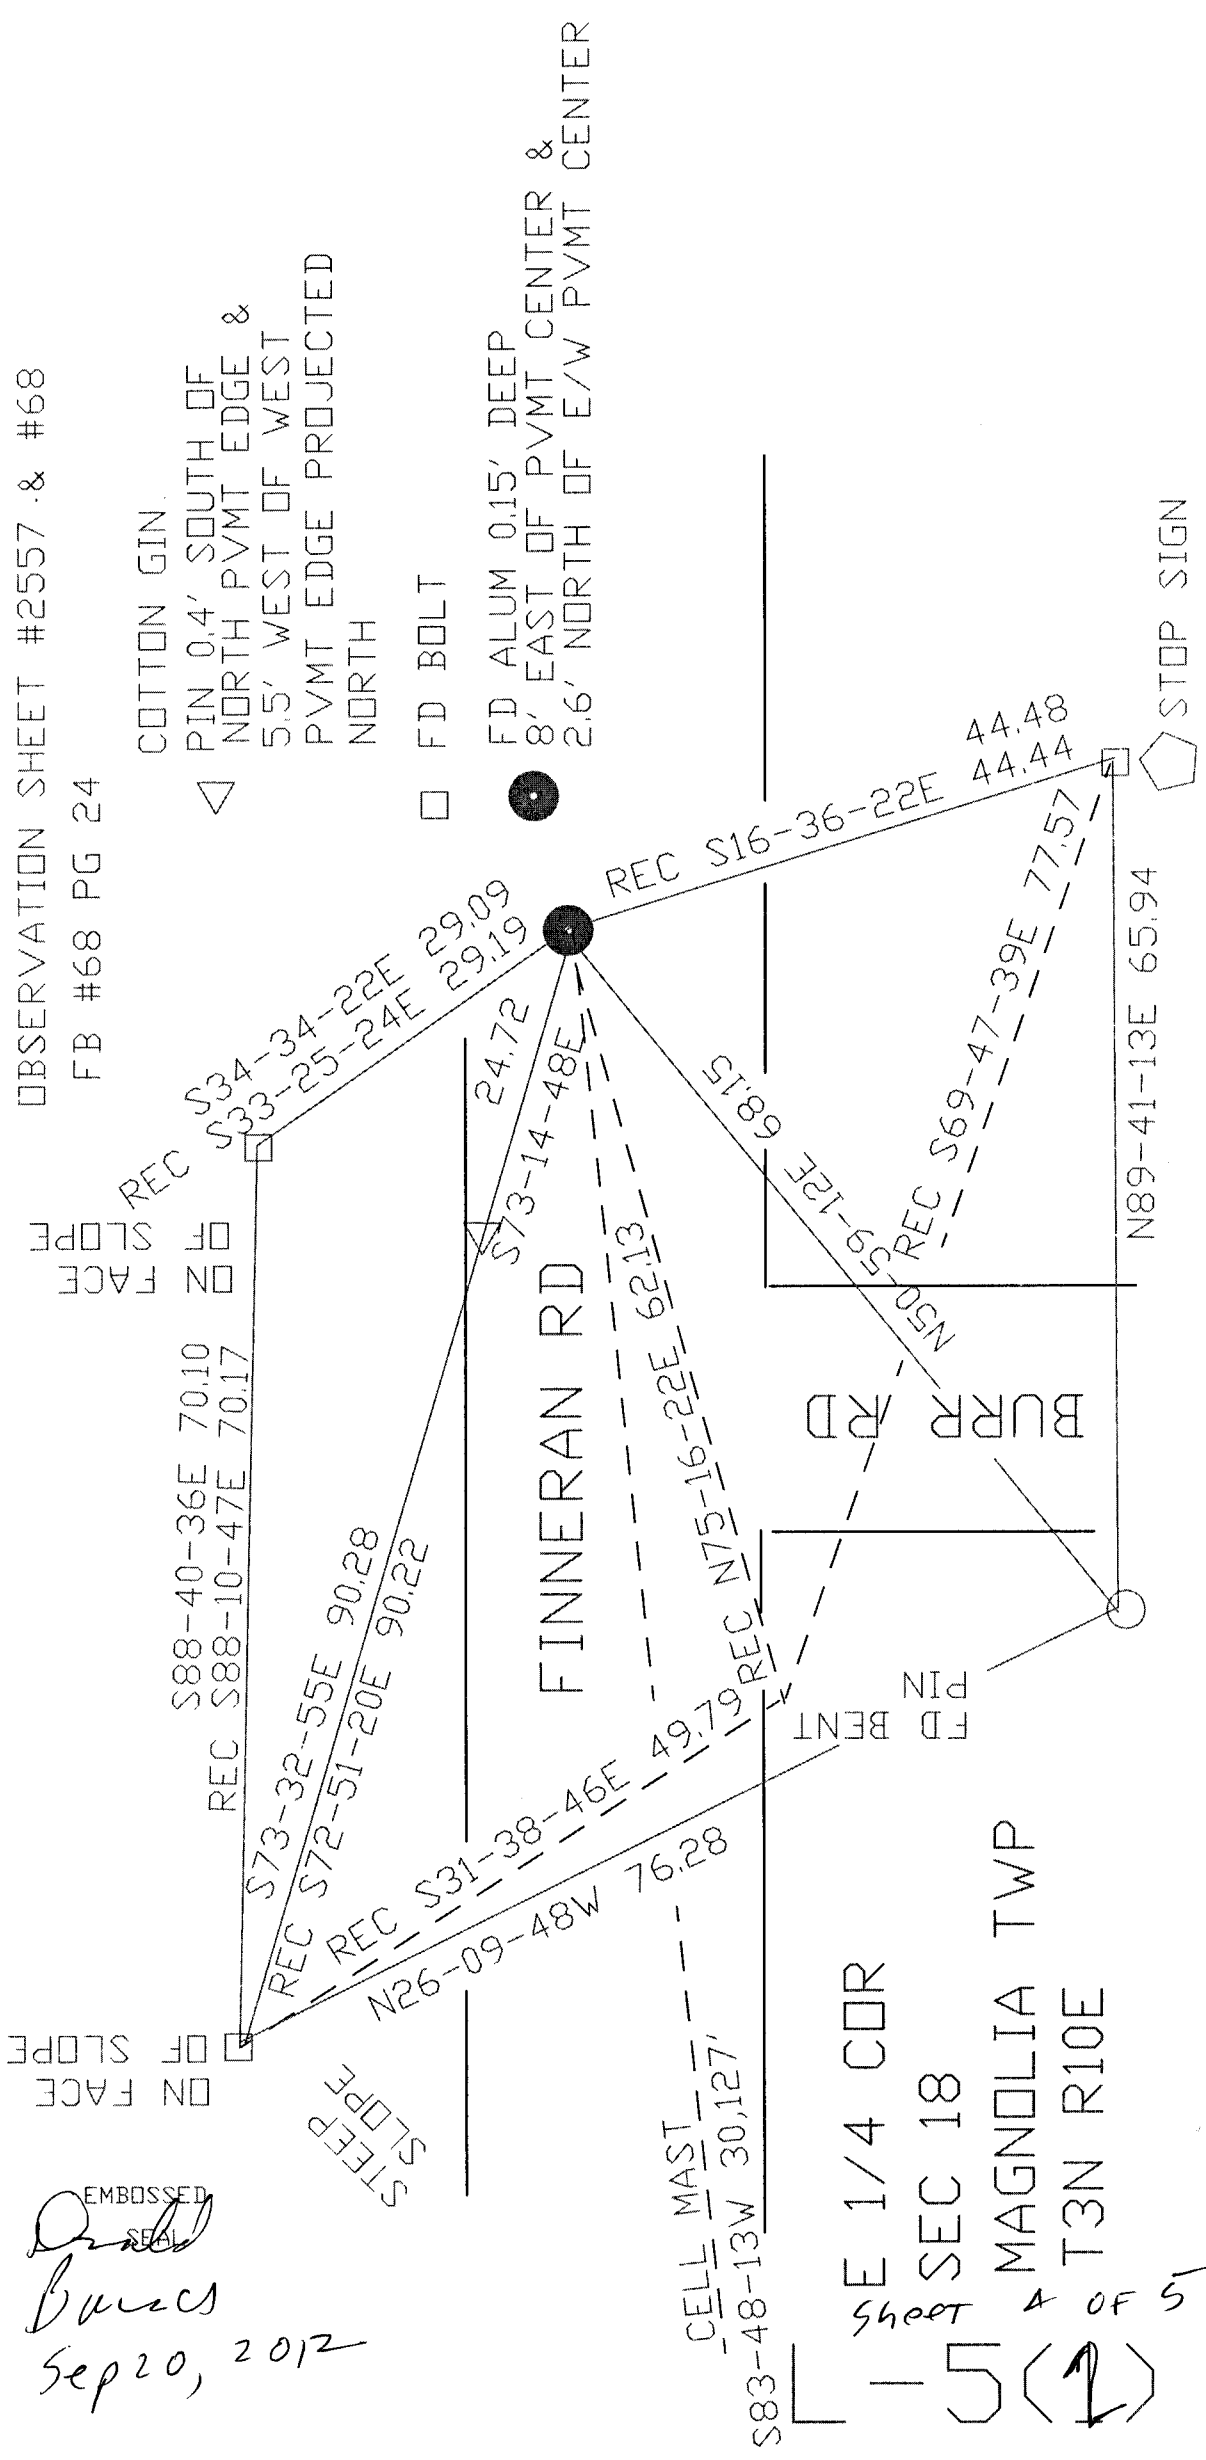 OBSERVATION SHEET #2557 & #68
FB #68 PG 24
COTTON GIN
PIN 0.4' SOUTH OF
NORTH PVMT EDGE &
5.5' WEST OF WEST
PVMT EDGE PROJECTED
NORTH
FD BOLT
FD ALUM 0.15' DEEP
8' EAST OF PVMT CENTER &
2.6' NORTH OF E/W PVMT CENTER
EMBOSSED
SEAL
Sep 20, 2012
ON FACE
OF SLOPE
ON FACE
OF SLOPE
STEEP
SLOPE
S88-40-36E 70.10
REC S88-10-47E 70.17
S34-34-22E 29.09
REC S33-25-24E 29.19
S73-32-55E 90.28
REC S72-51-20E 90.22
24.72
S73-14-48E
REC S31-38-46E 49.79
N26-09-48W 76.28
FINNERAN RD
REC N75-16-22E 62.13
REC S16-36-22E 44.44
44.48
N50-59-12E 68.15
REC S69-47-39E 77.57
N89-41-13E 65.94
BURR RD
STOP SIGN
FD BENT
PIN
CELL MAST
S83-48-13W 30,127'
E 1/4 COR
SEC 18
MAGNOLIA TWP
T3N R10E
Sheet 4 OF 5
L-5(2)